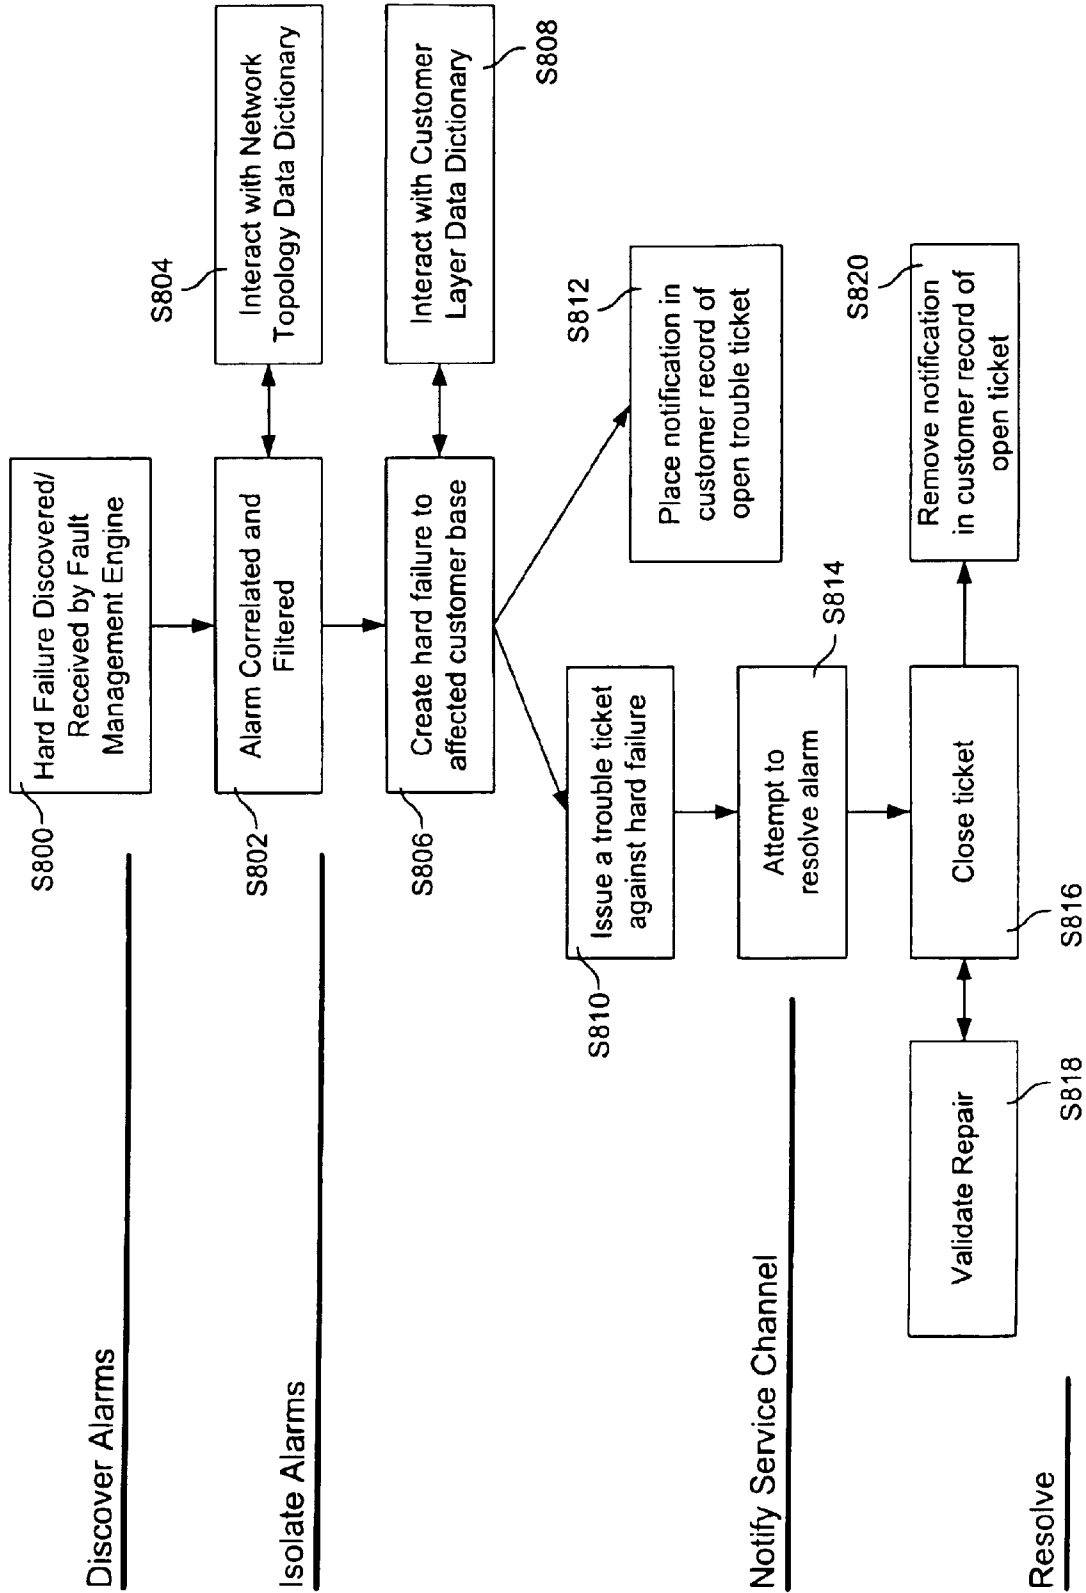 Discover Alarms
S800
Hard Failure Discovered/
Received by Fault
Management Engine
Isolate Alarms
S802
Alarm Correlated and
Filtered
S804
Interact with Network
Topology Data Dictionary
S806
Create hard failure to
affected customer base
Interact with Customer
Layer Data Dictionary
S808
Notify Service Channel
S810
Issue a trouble ticket
against hard failure
S812
Place notification in
customer record of
open trouble ticket
Attempt to
resolve alarm
S814
Resolve
Validate Repair
S818
Close ticket
S816
S820
Remove notification
in customer record of
open ticket